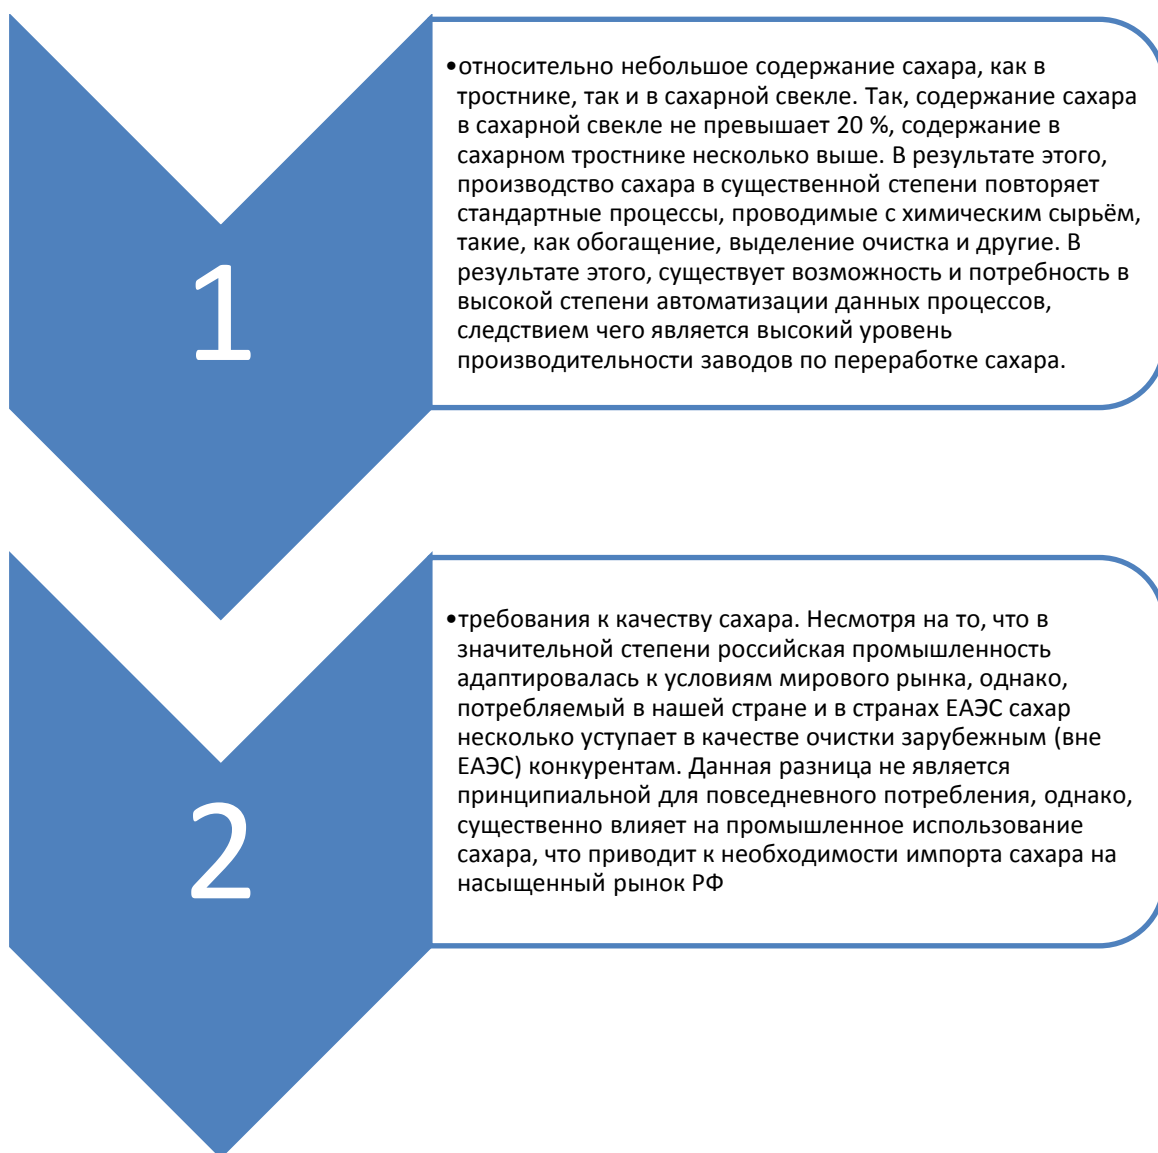 1
•относительно небольшое содержание сахара, как в
тростнике, так и в сахарной свекле. Так, содержание сахара
в сахарной свекле не превышает 20 %, содержание в
сахарном тростнике несколько выше. В результате этого,
производство сахара в существенной степени повторяет
стандартные процессы, проводимые с химическим сырьём,
такие, как обогащение, выделение очистка и другие. В
результате этого, существует возможность и потребность в
высокой степени автоматизации данных процессов,
следствием чего является высокий уровень
производительности заводов по переработке сахара.
2
•требования к качеству сахара. Несмотря на то, что в
значительной степени российская промышленность
адаптировалась к условиям мирового рынка, однако,
потребляемый в нашей стране и в странах ЕАЭС сахар
несколько уступает в качестве очистки зарубежным (вне
ЕАЭС) конкурентам. Данная разница не является
принципиальной для повседневного потребления, однако,
существенно влияет на промышленное использование
сахара, что приводит к необходимости импорта сахара на
насыщенный рынок РФ